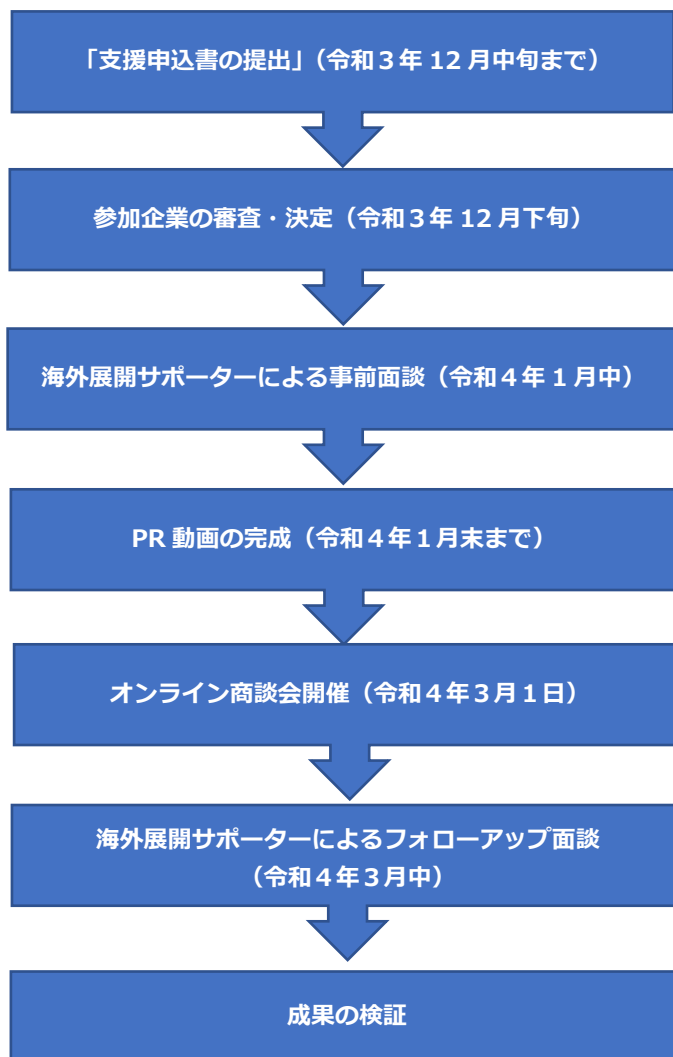 「支援申込書の提出」（令和３年 12 月中旬まで）
参加企業の審査・決定（令和３年 12 月下旬）
海外展開サポーターによる事前面談（令和４年１月中）
PR 動画の完成（令和４年１月末まで）
オンライン商談会開催（令和４年３月１日）
海外展開サポーターによるフォローアップ面談
（令和４年３月中）
成果の検証